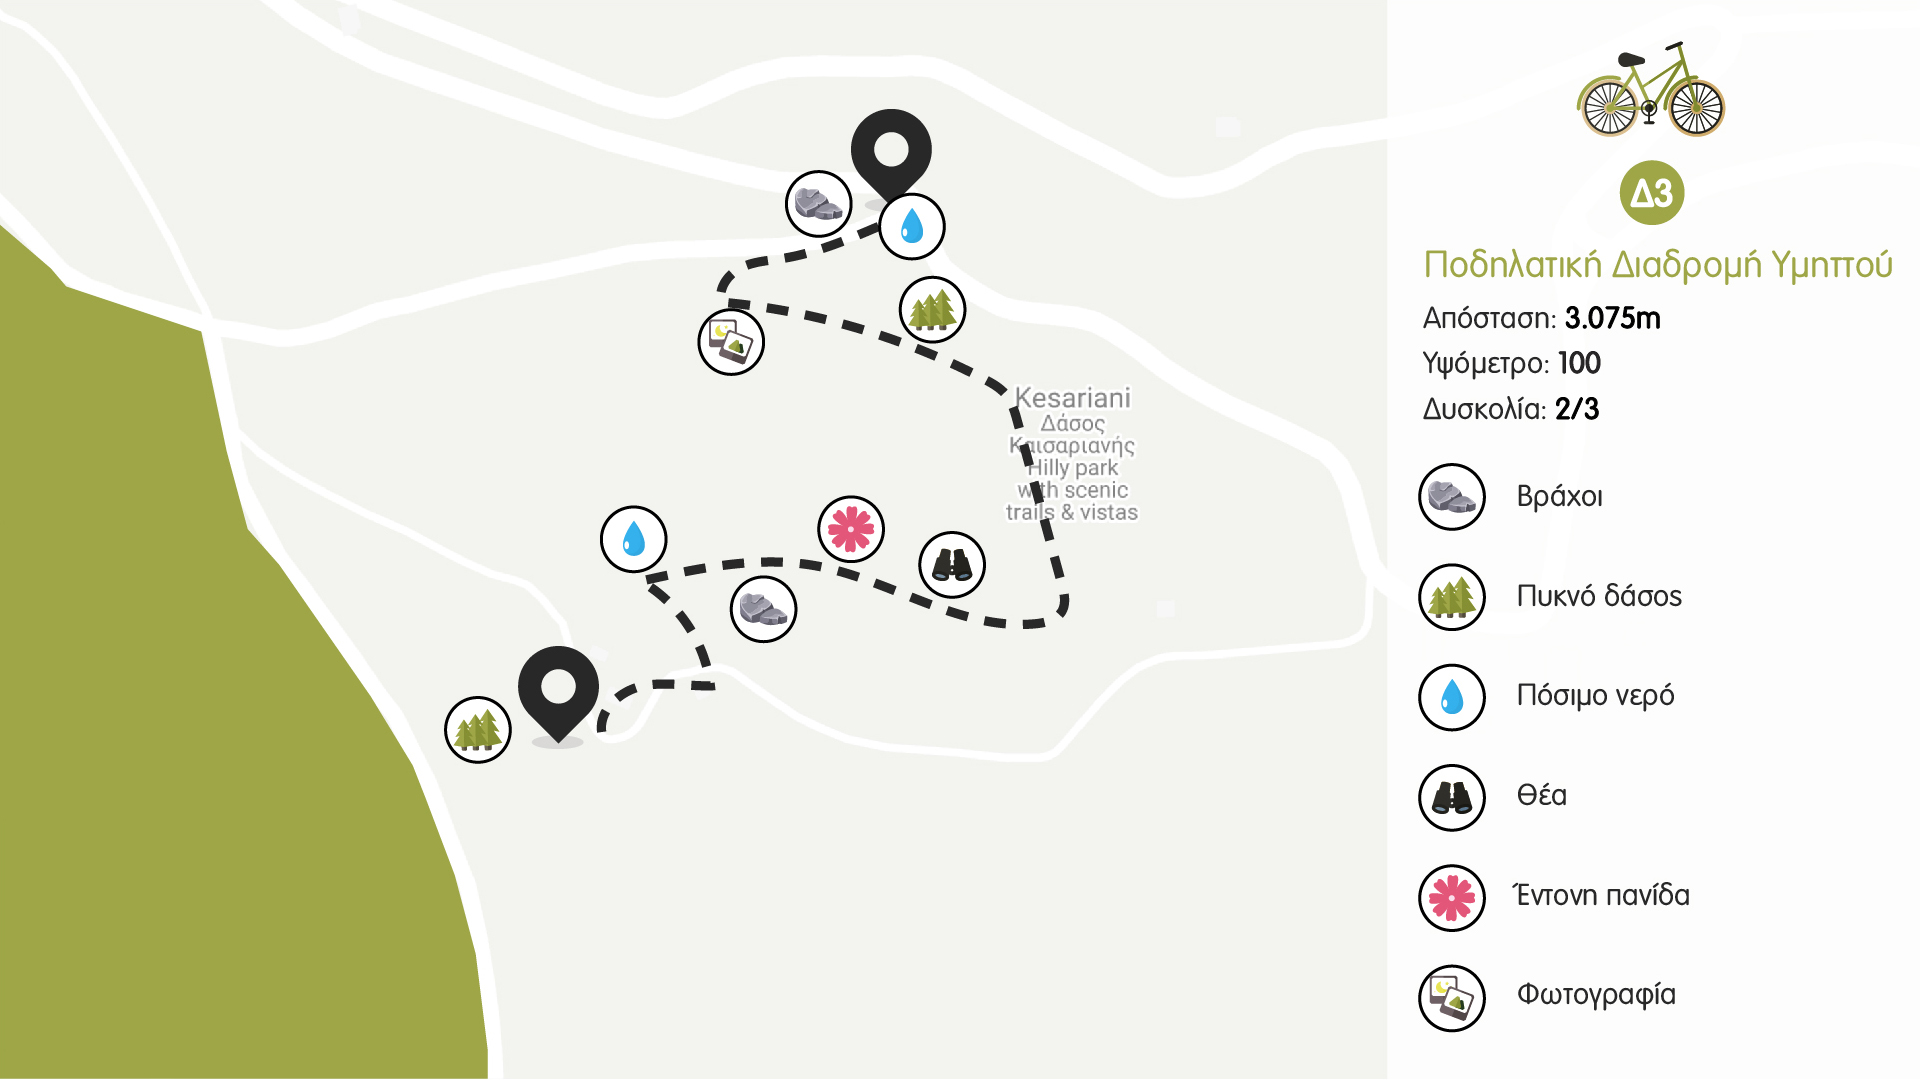 Kesariani
Δάσος
Καισαριανής
Hilly park
with scenic
trails & vistas
Δ3
Ποδηλατική Διαδρομή Υμηττού
Απόσταση: 3.075m
Υψόμετρο: 100
Δυσκολία: 2/3
Βράχοι
Πυκνό δάσος
Πόσιμο νερό
Θέα
Έντονη πανίδα
Φωτογραφία